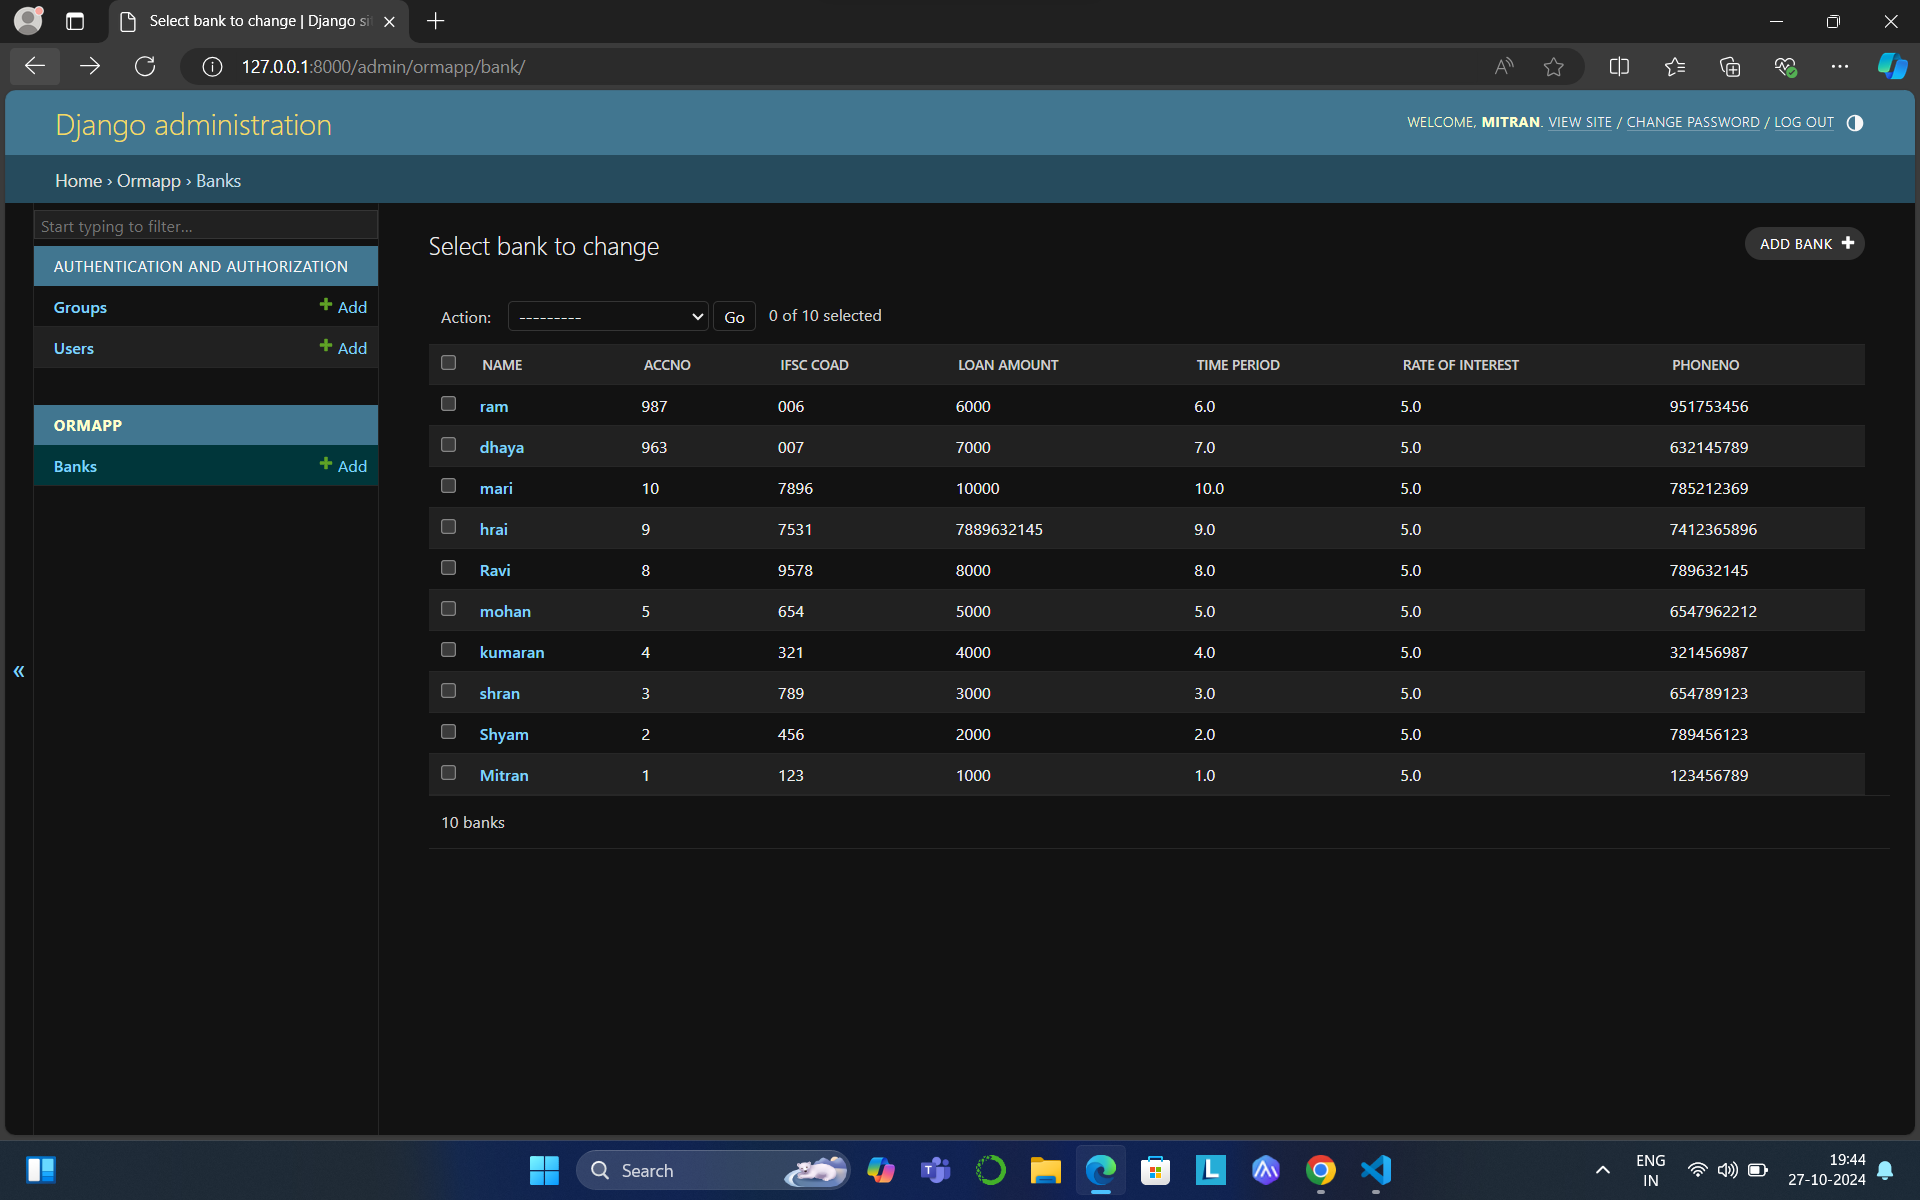 Select bank to change | Django si
127.0.0.1:8000/admin/ormapp/bank/
Django administration
WELCOME, MITRAN. VIEW SITE / CHANGE PASSWORD / LOG OUT
Home › Ormapp › Banks
Start typing to filter...
AUTHENTICATION AND AUTHORIZATION
Groups Add
Users Add
ORMAPP
Banks Add
«
Select bank to change
ADD BANK
Action: --------- Go 0 of 10 selected
NAME ACCNO IFSC COAD LOAN AMOUNT TIME PERIOD RATE OF INTEREST PHONENO
ram 987 006 6000 6.0 5.0 951753456
dhaya 963 007 7000 7.0 5.0 632145789
mari 10 7896 10000 10.0 5.0 785212369
hrai 9 7531 7889632145 9.0 5.0 7412365896
Ravi 8 9578 8000 8.0 5.0 789632145
mohan 5 654 5000 5.0 5.0 6547962212
kumaran 4 321 4000 4.0 5.0 321456987
shran 3 789 3000 3.0 5.0 654789123
Shyam 2 456 2000 2.0 5.0 789456123
Mitran 1 123 1000 1.0 5.0 123456789
10 banks
Search
ENG
IN
19:44
27-10-2024